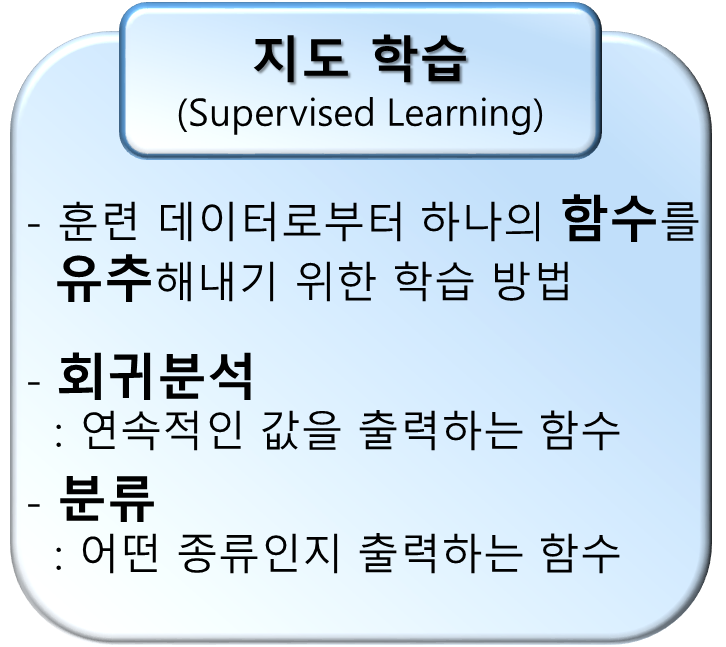 지도 학습
(Supervised Learning)
- 훈련 데이터로부터 하나의 함수를
유추해내기 위한 학습 방법
- 회귀분석
: 연속적인 값을 출력하는 함수
- 분류
: 어떤 종류인지 출력하는 함수